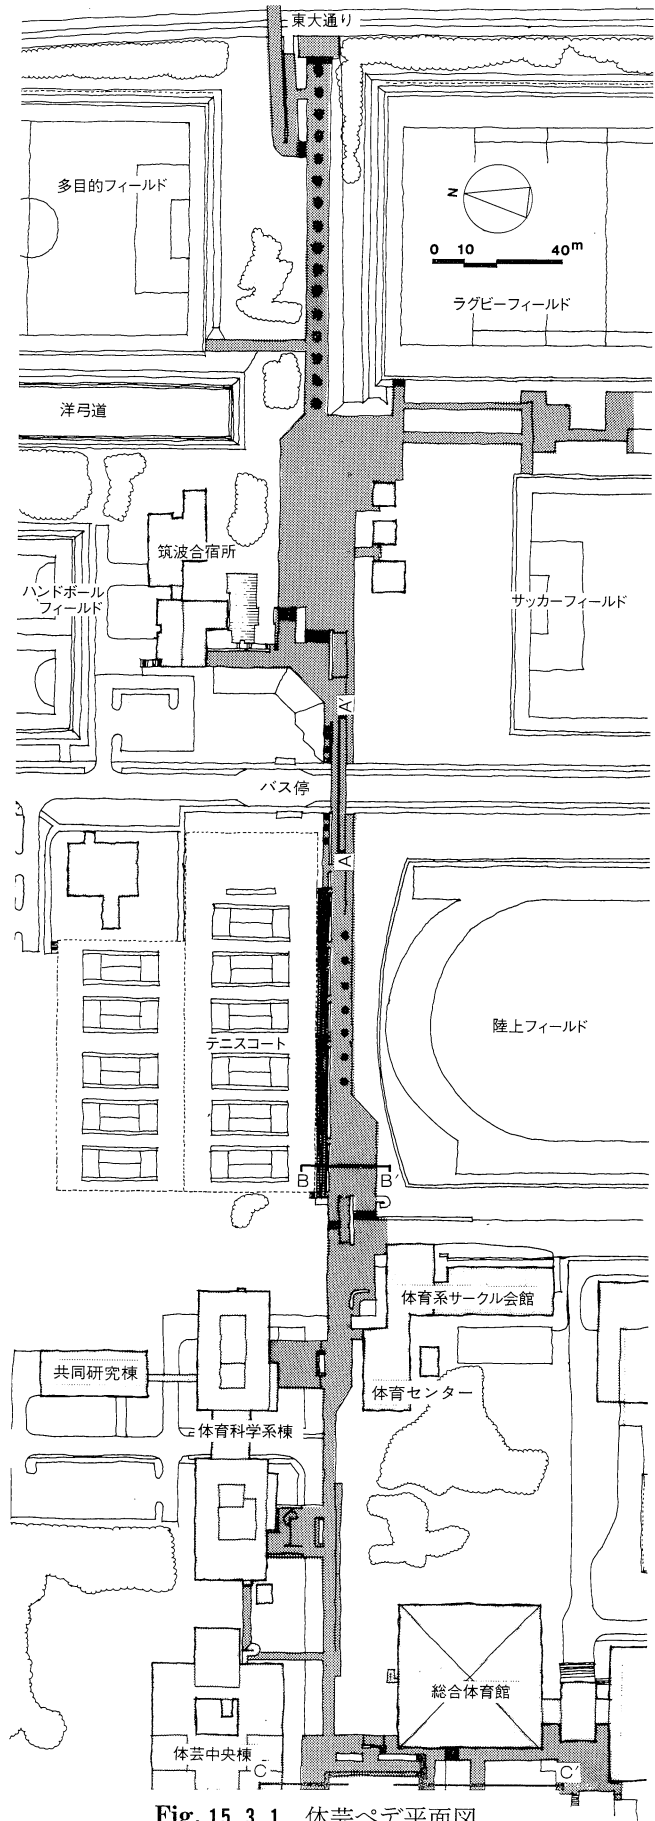 東大通り
多目的フィールド
N
0 10 40m
ラグビーフィールド
洋弓道
筑波合宿所
ハンドボール
フィールド
サッカーフィールド
A′
バス停
A
陸上フィールド
テニスコート
B B′
体育系サークル会館
共同研究棟
体育センター
体育科学系棟
総合体育館
体芸中央棟
C C′
Fig. 15.3.1 体芸ペデ平面図